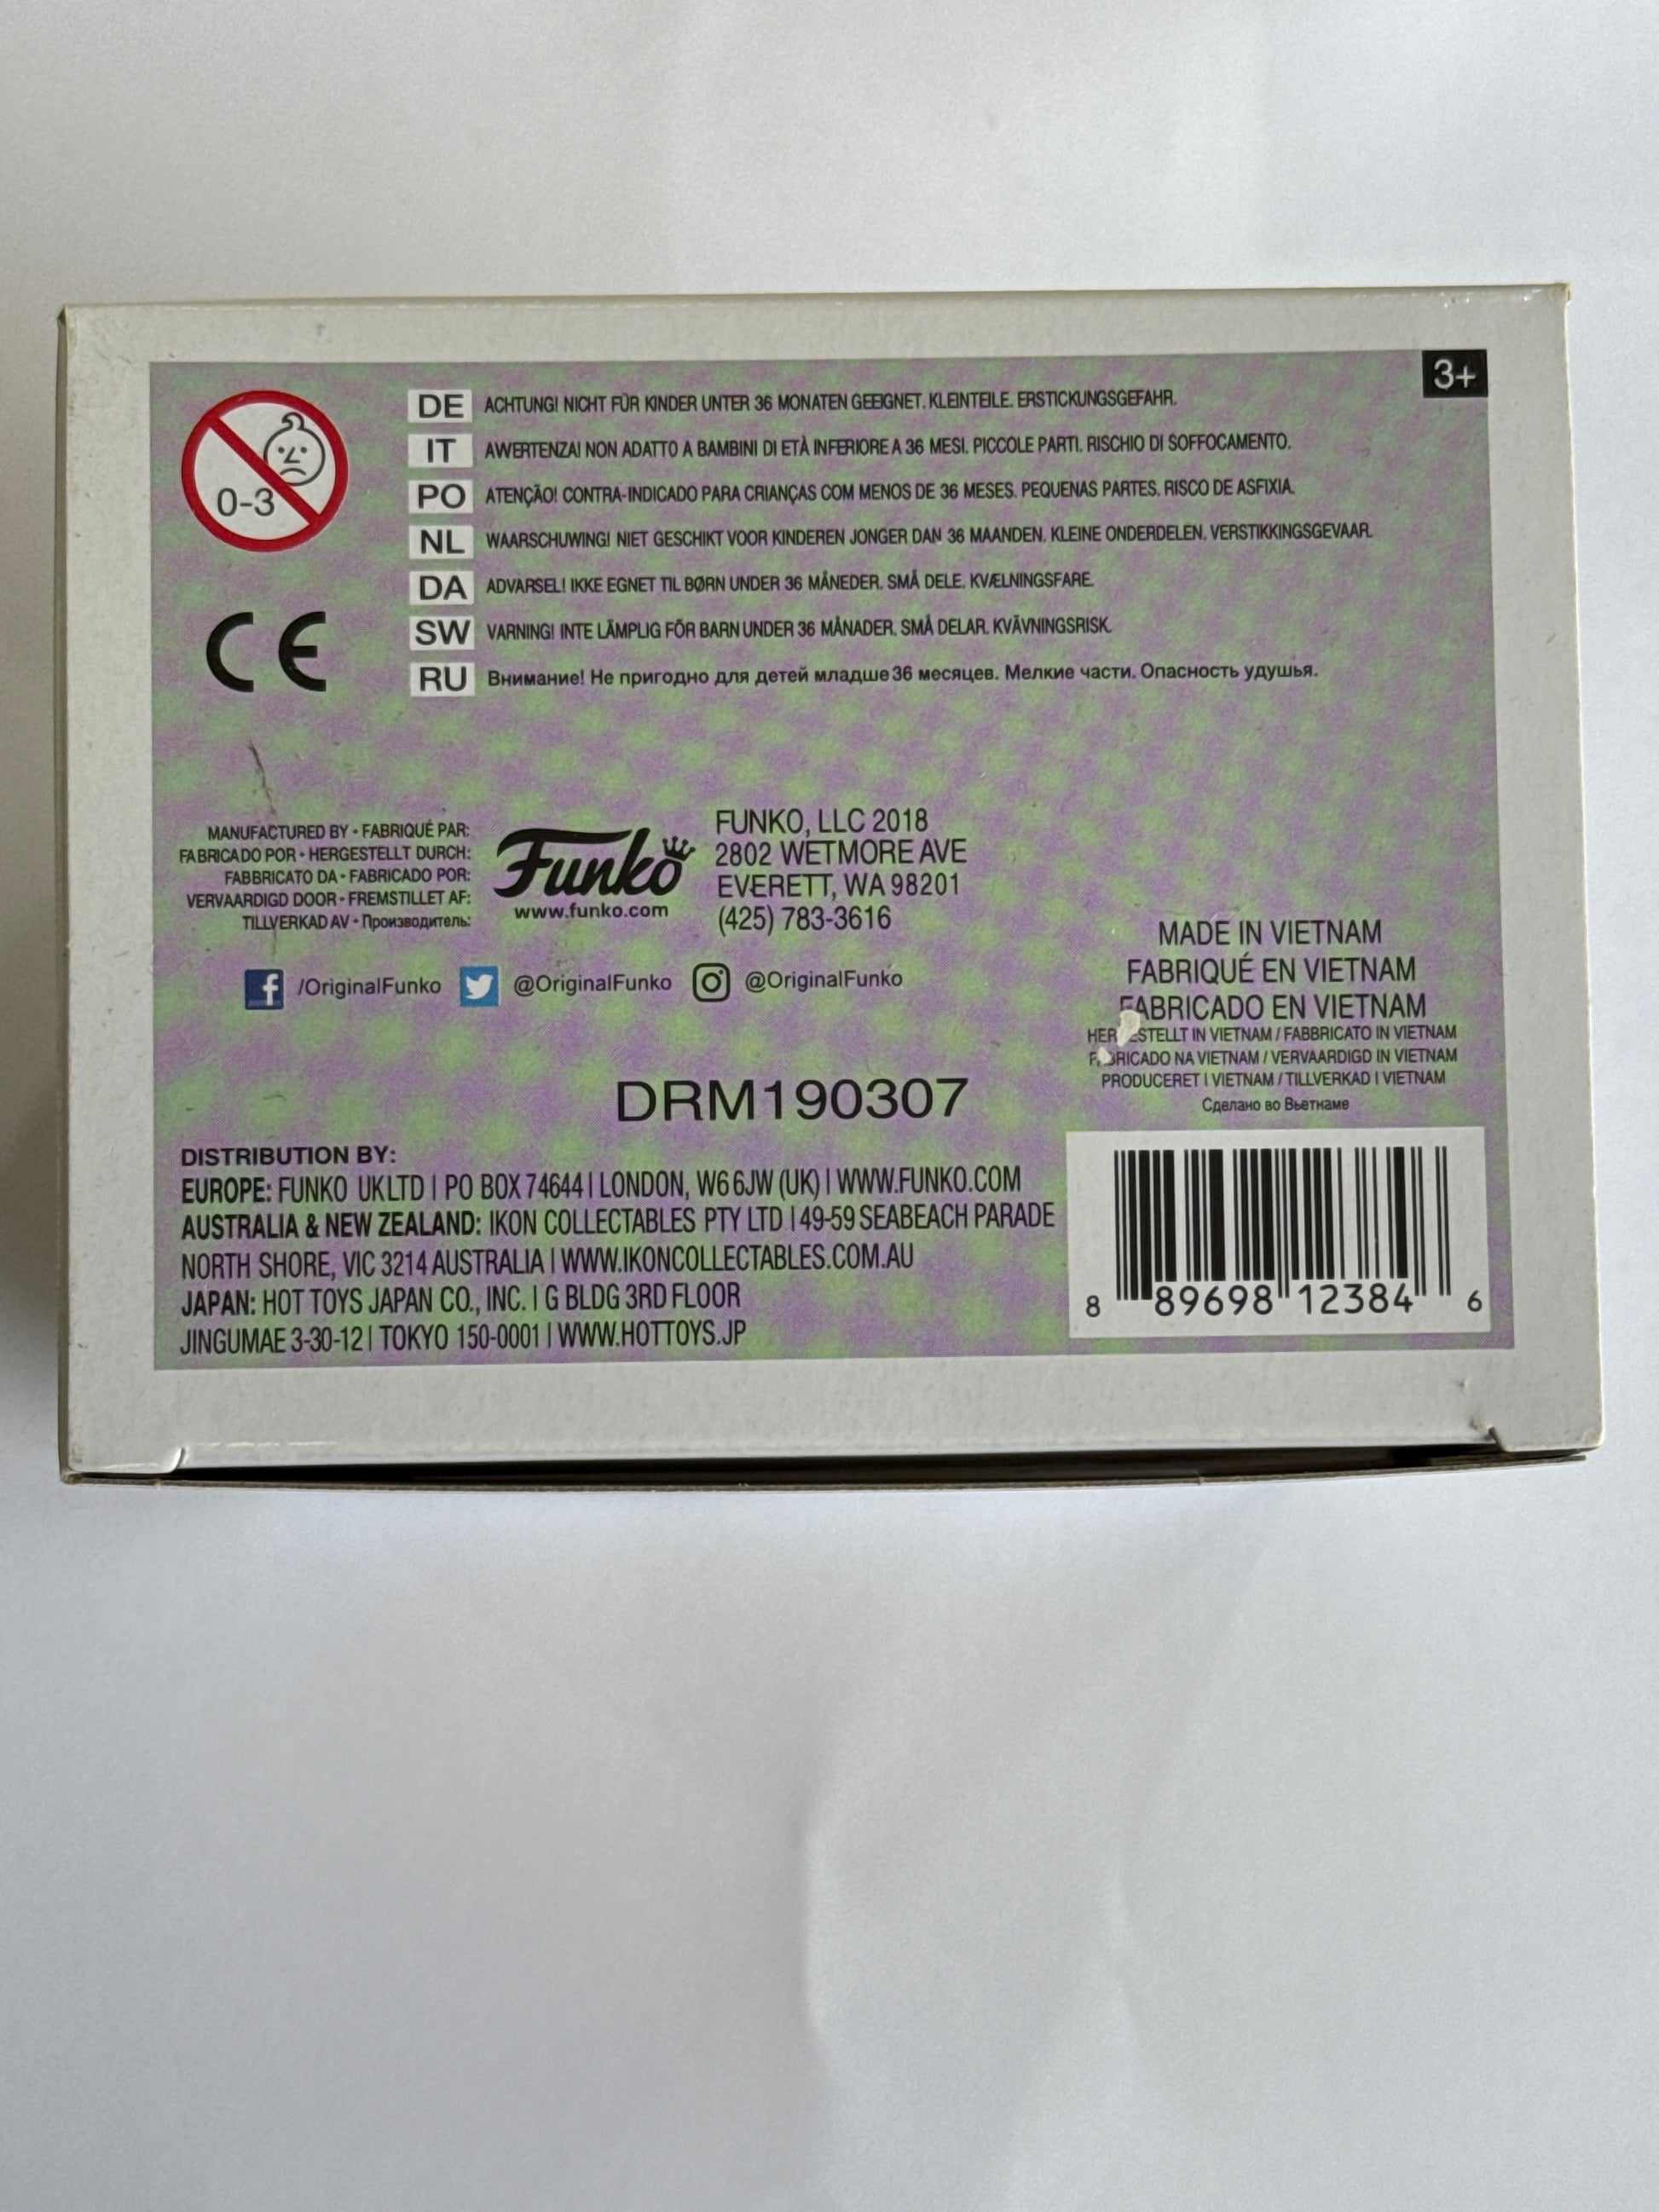 3+
0-3
DE ACHTUNG! NICHT FÜR KINDER UNTER 36 MONATEN GEEIGNET. KLEINTEILE. ERSTICKUNGSGEFAHR.
IT AWERTENZA! NON ADATTO A BAMBINI DI ETÀ INFERIORE A 36 MESI. PICCOLE PARTI. RISCHIO DI SOFFOCAMENTO.
PO ATENÇÃO! CONTRA-INDICADO PARA CRIANÇAS COM MENOS DE 36 MESES. PEQUENAS PARTES. RISCO DE ASFIXIA.
NL WAARSCHUWING! NIET GESCHIKT VOOR KINDEREN JONGER DAN 36 MAANDEN. KLEINE ONDERDELEN. VERSTIKKINGSGEVAAR.
DA ADVARSEL! IKKE EGNET TIL BØRN UNDER 36 MÅNEDER. SMÅ DELE. KVÆLNINGSFARE.
SW VARNING! INTE LÄMPLIG FÖR BARN UNDER 36 MÅNADER. SMÅ DELAR. KVÄVNINGSRISK.
RU Внимание! Не пригодно для детей младше 36 месяцев. Мелкие части. Опасность удушья.
CE
MANUFACTURED BY • FABRIQUÉ PAR:
FABRICADO POR • HERGESTELLT DURCH:
FABBRICATO DA • FABRICADO POR:
VERVAARDIGD DOOR • FREMSTILLET AF:
TILLVERKAD AV • Производитель:
Funko
www.funko.com
FUNKO, LLC 2018
2802 WETMORE AVE
EVERETT, WA 98201
(425) 783-3616
/OriginalFunko @OriginalFunko @OriginalFunko
MADE IN VIETNAM
FABRIQUÉ EN VIETNAM
FABRICADO EN VIETNAM
HERGESTELLT IN VIETNAM / FABBRICATO IN VIETNAM
FABRICADO NA VIETNAM / VERVAARDIGD IN VIETNAM
PRODUCERET I VIETNAM / TILLVERKAD I VIETNAM
Сделано во Вьетнаме
DRM190307
DISTRIBUTION BY:
EUROPE: FUNKO UK LTD | PO BOX 74644 | LONDON, W6 6JW (UK) | WWW.FUNKO.COM
AUSTRALIA & NEW ZEALAND: IKON COLLECTABLES PTY LTD | 49-59 SEABEACH PARADE
NORTH SHORE, VIC 3214 AUSTRALIA | WWW.IKONCOLLECTABLES.COM.AU
JAPAN: HOT TOYS JAPAN CO., INC. | G BLDG 3RD FLOOR
JINGUMAE 3-30-12 | TOKYO 150-0001 | WWW.HOTTOYS.JP
8 89698 12384 6